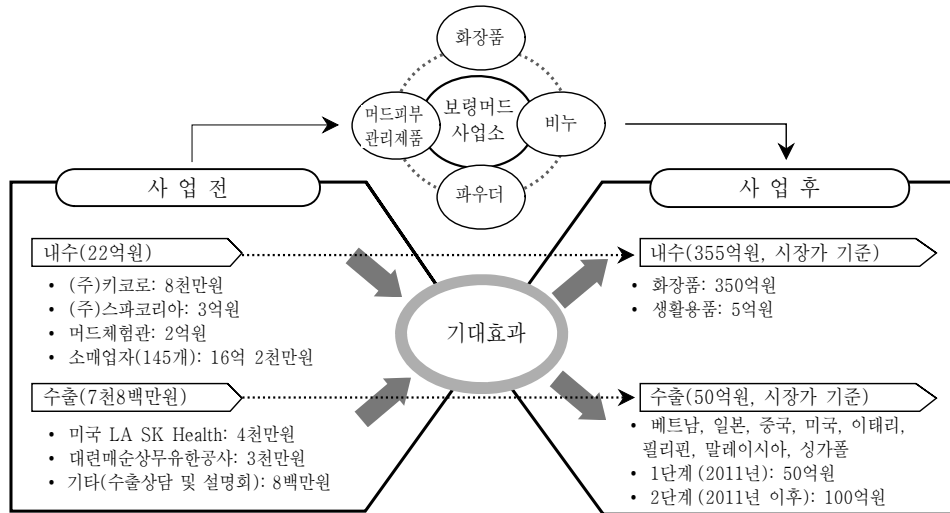 화장품
머드피부
관리제품
보령머드
사업소
비누
파우더
사 업 전
내수(22억원)
• (주)키코로: 8천만원
• (주)스파코리아: 3억원
• 머드체험관: 2억원
• 소매업자(145개): 16억 2천만원
수출(7천8백만원)
• 미국 LA SK Health: 4천만원
• 대련매순상무유한공사: 3천만원
• 기타(수출상담 및 설명회): 8백만원
기대효과
사 업 후
내수(355억원, 시장가 기준)
• 화장품: 350억원
• 생활용품: 5억원
수출(50억원, 시장가 기준)
• 베트남, 일본, 중국, 미국, 이태리,
필리핀, 말레이시아, 싱가폴
• 1단계(2011년): 50억원
• 2단계(2011년 이후): 100억원